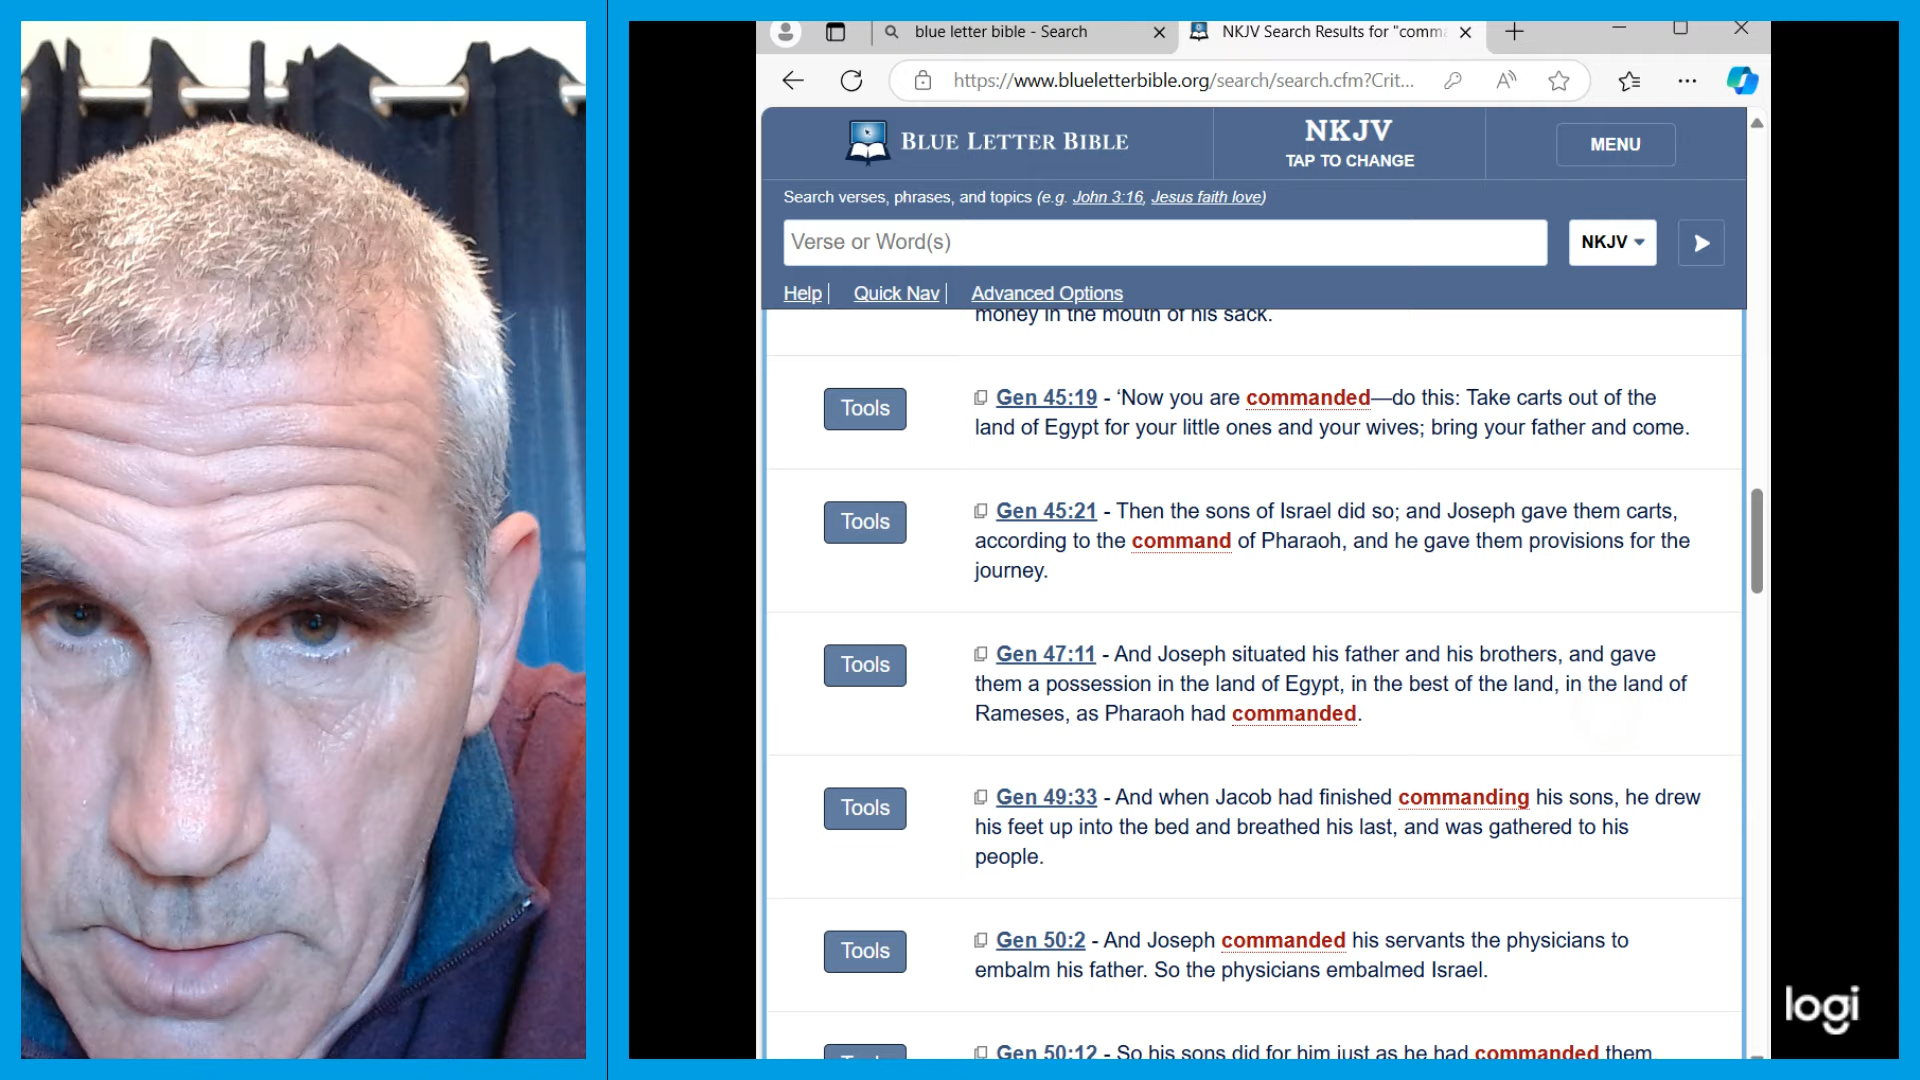 blue letter bible - Search
NKJV Search Results for "comm
https://www.blueletterbible.org/search/search.cfm?Crit...
BLUE LETTER BIBLE
NKJV
TAP TO CHANGE
MENU
Search verses, phrases, and topics (e.g. John 3:16, Jesus faith love)
Verse or Word(s)
NKJV
Help
Quick Nav
Advanced Options
money in the mouth of his sack.
Tools
Gen 45:19 - ‘Now you are commanded—do this: Take carts out of the
land of Egypt for your little ones and your wives; bring your father and come.
Tools
Gen 45:21 - Then the sons of Israel did so; and Joseph gave them carts,
according to the command of Pharaoh, and he gave them provisions for the
journey.
Tools
Gen 47:11 - And Joseph situated his father and his brothers, and gave
them a possession in the land of Egypt, in the best of the land, in the land of
Rameses, as Pharaoh had commanded.
Tools
Gen 49:33 - And when Jacob had finished commanding his sons, he drew
his feet up into the bed and breathed his last, and was gathered to his
people.
Tools
Gen 50:2 - And Joseph commanded his servants the physicians to
embalm his father. So the physicians embalmed Israel.
Tools
Gen 50:12 - So his sons did for him just as he had commanded them.
logi